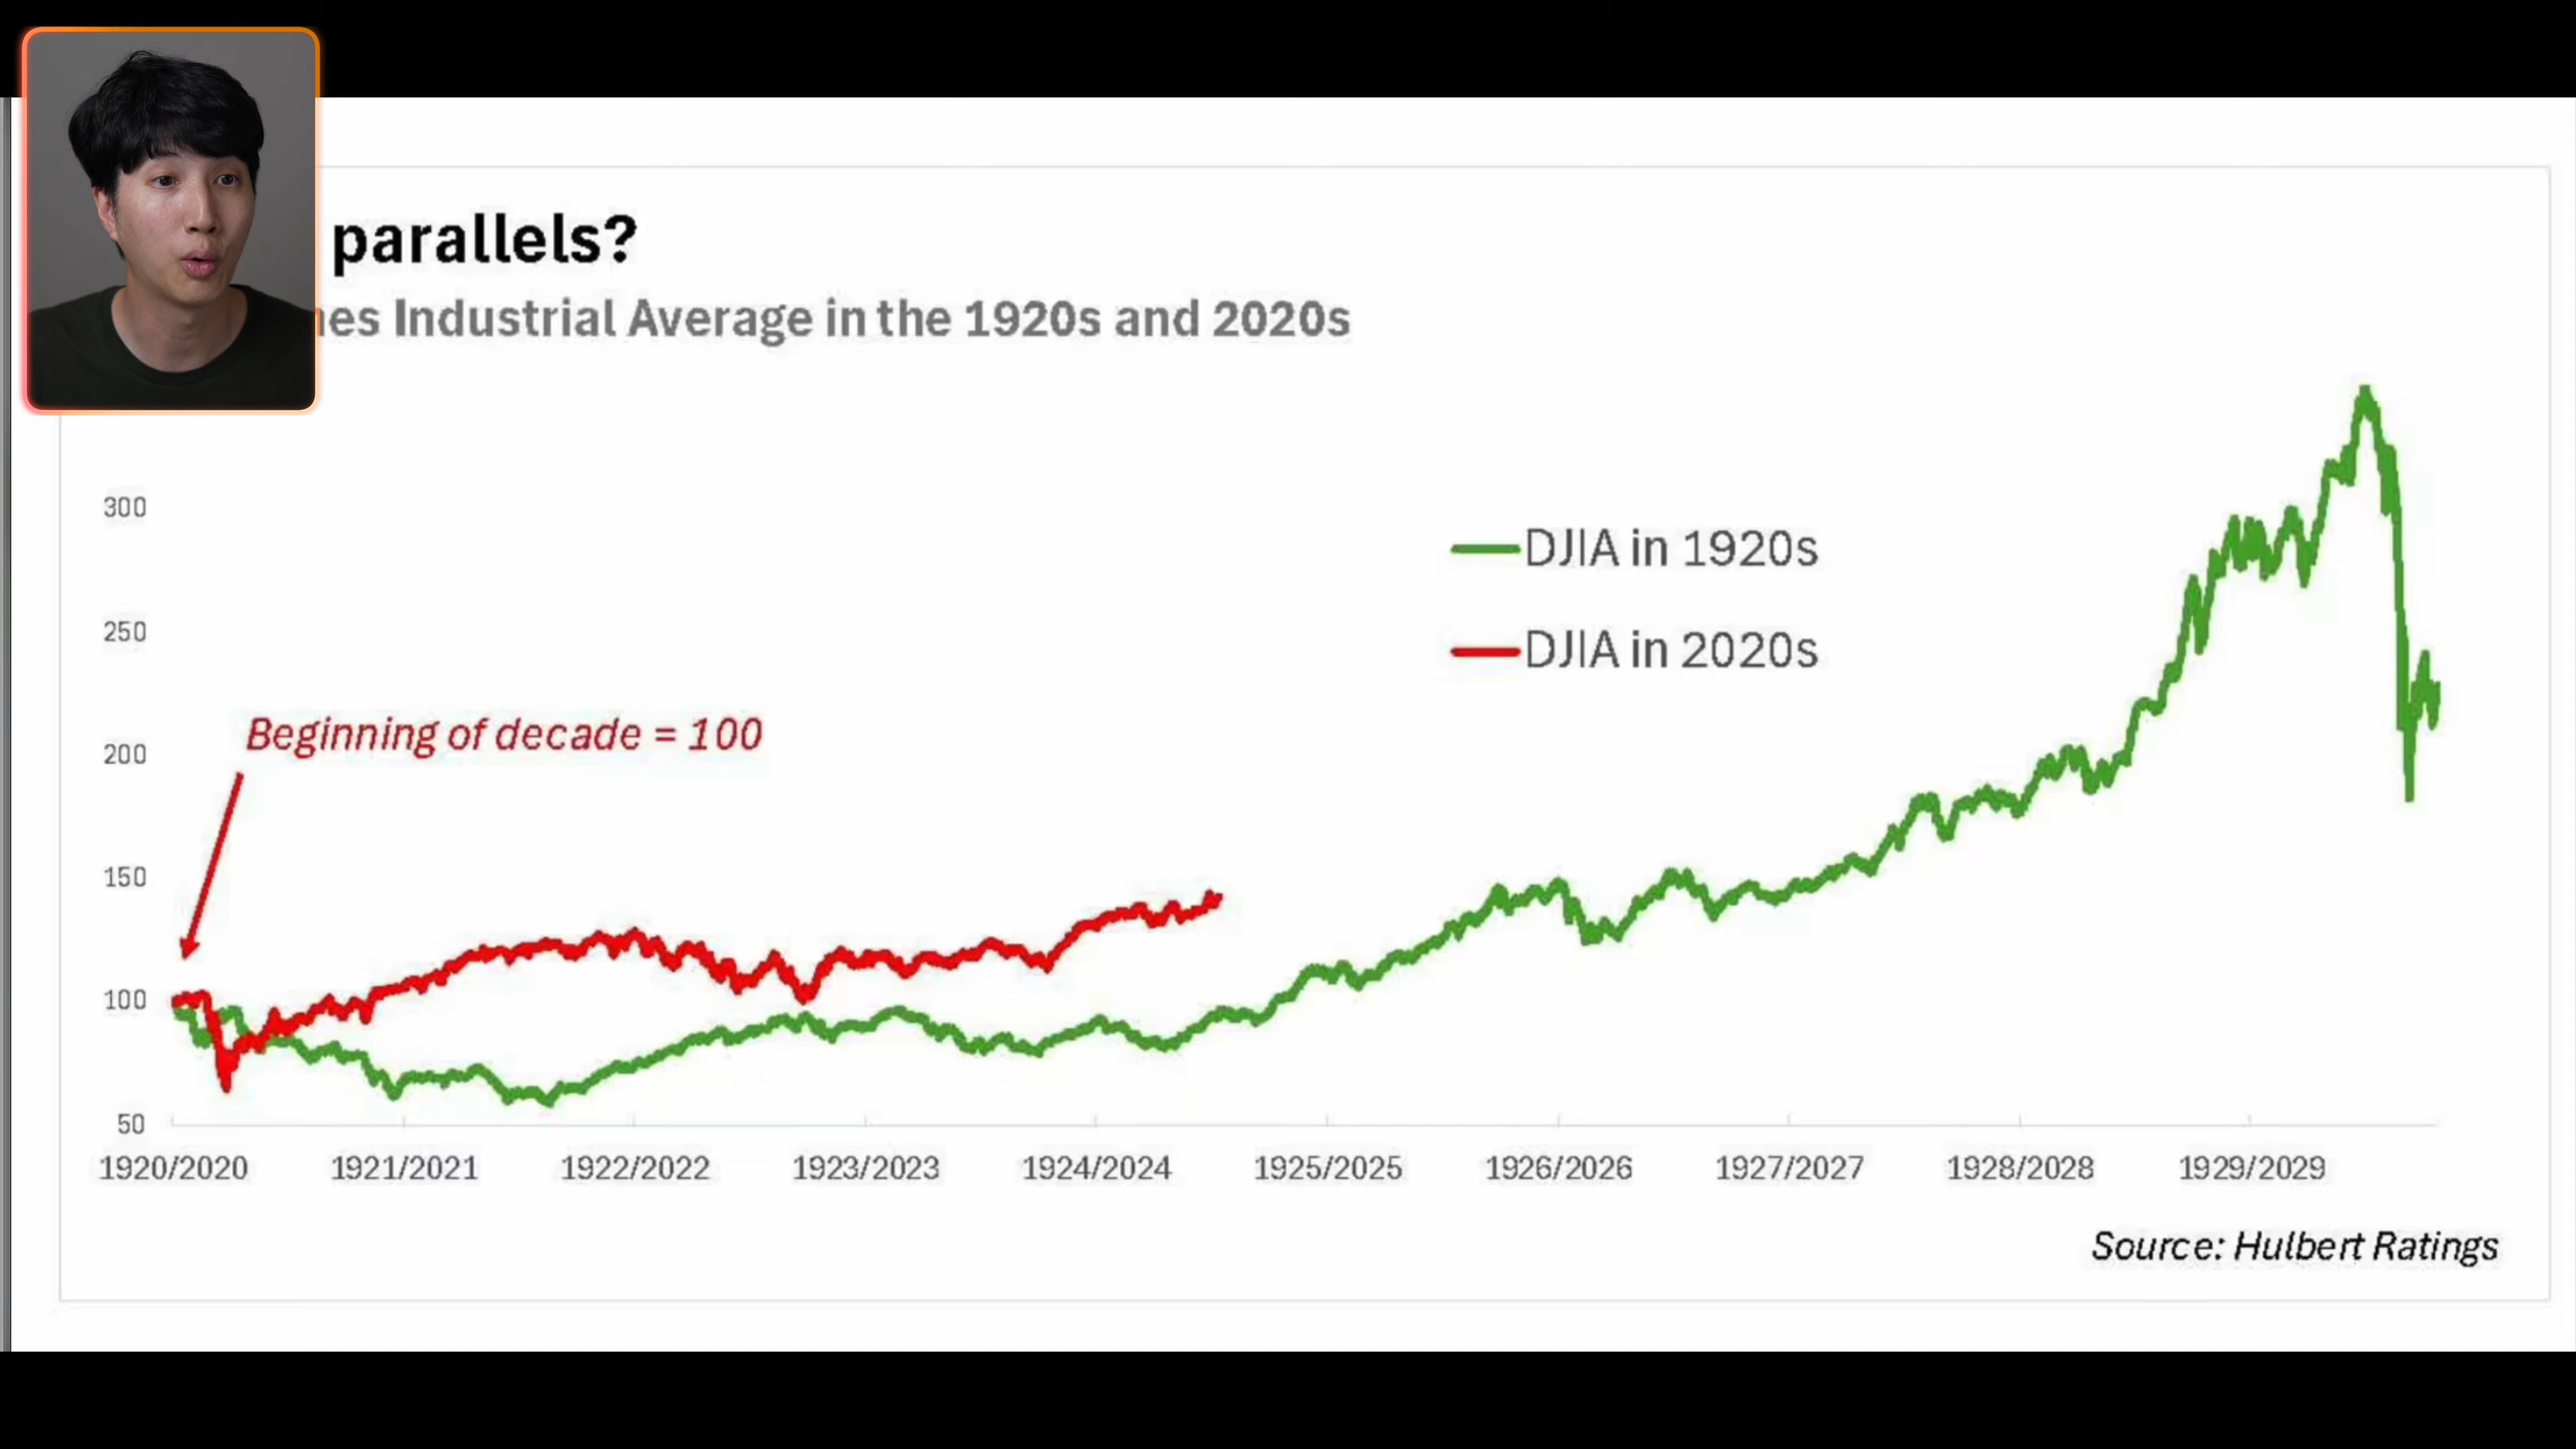 parallels?
es Industrial Average in the 1920s and 2020s
300
250
200
150
100
50
DJIA in 1920s
DJIA in 2020s
Beginning of decade = 100
1920/2020 1921/2021 1922/2022 1923/2023 1924/2024 1925/2025 1926/2026 1927/2027 1928/2028 1929/2029
Source: Hulbert Ratings